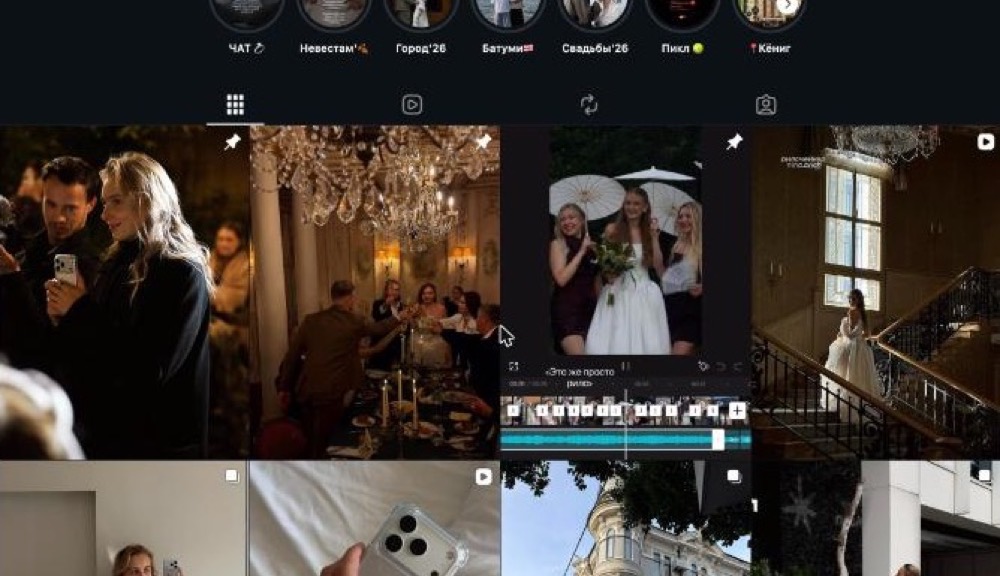 ЧАТ💍
Невестам'🍂
Город'26
Батуми🇬🇪
Свадьбы'26
Пикл🎾
📍Кёниг
«Это же просто
рилс»